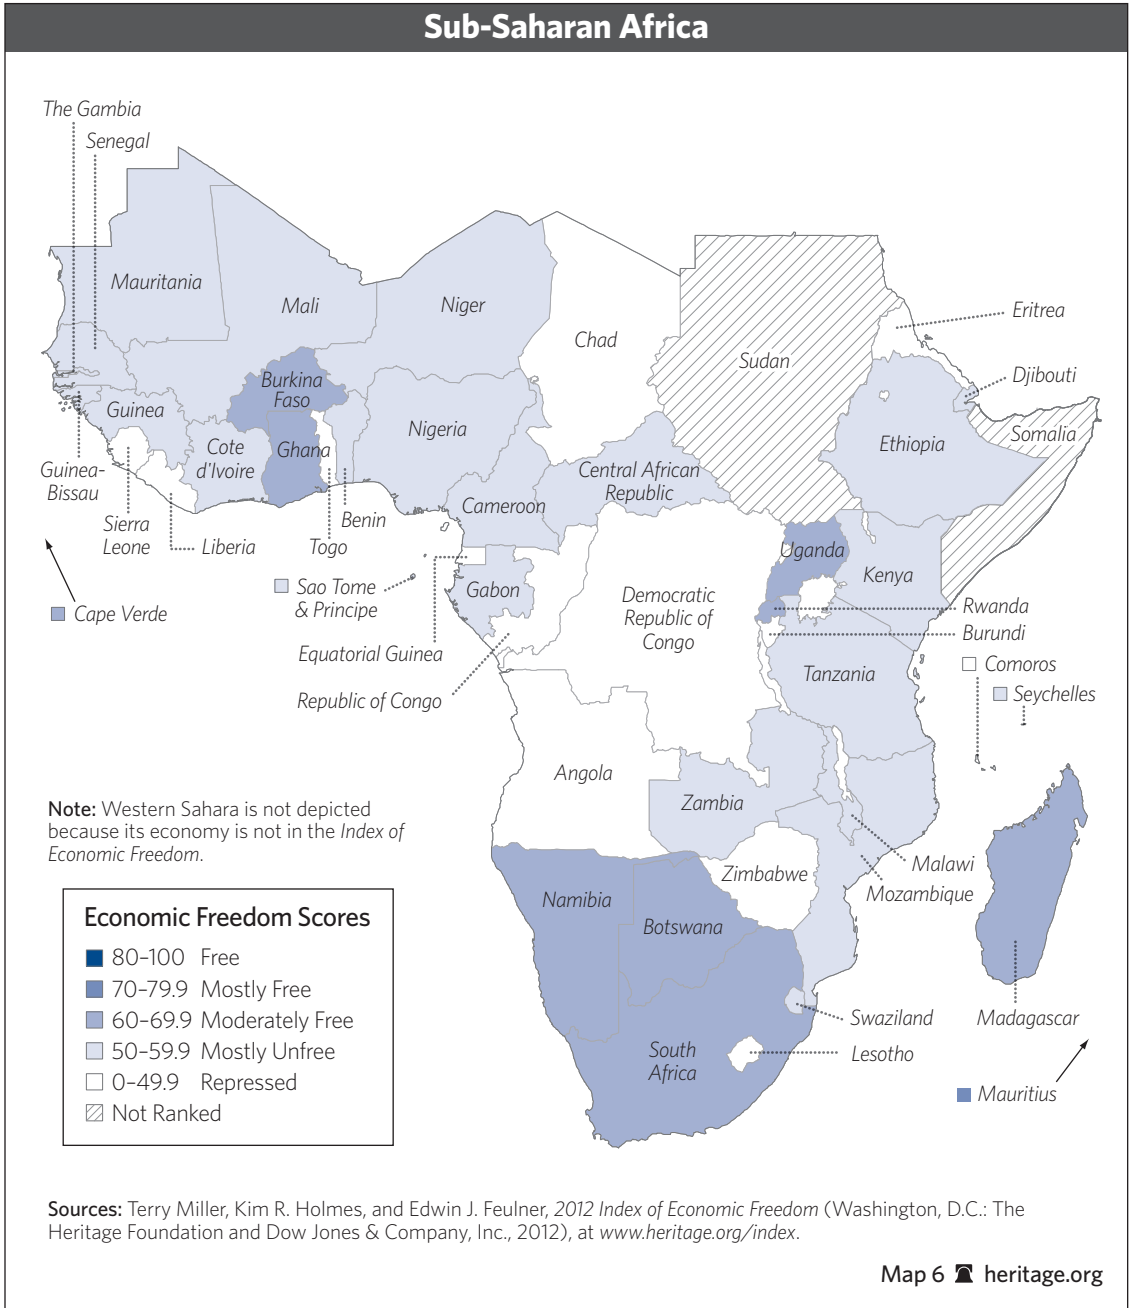 Sub-Saharan Africa
The Gambia
Senegal
Mauritania
Mali
Niger
Chad
Sudan
Eritrea
Djibouti
Burkina
Faso
Guinea
Cote
d'Ivoire
Ghana
Nigeria
Ethiopia
Somalia
Central African
Republic
Guinea-
Bissau
Sierra
Leone
Liberia
Togo
Benin
Cameroon
Uganda
Kenya
Cape Verde
Sao Tome
& Principe
Gabon
Democratic
Republic of
Congo
Rwanda
Burundi
Equatorial Guinea
Republic of Congo
Tanzania
Comoros
Seychelles
Angola
Zambia
Malawi
Mozambique
Zimbabwe
Namibia
Botswana
Swaziland
Lesotho
South
Africa
Madagascar
Mauritius
Note: Western Sahara is not depicted
because its economy is not in the Index of
Economic Freedom.
Economic Freedom Scores
80–100 Free
70–79.9 Mostly Free
60–69.9 Moderately Free
50–59.9 Mostly Unfree
0–49.9 Repressed
Not Ranked
Sources: Terry Miller, Kim R. Holmes, and Edwin J. Feulner, 2012 Index of Economic Freedom (Washington, D.C.: The
Heritage Foundation and Dow Jones & Company, Inc., 2012), at www.heritage.org/index.
Map 6 heritage.org